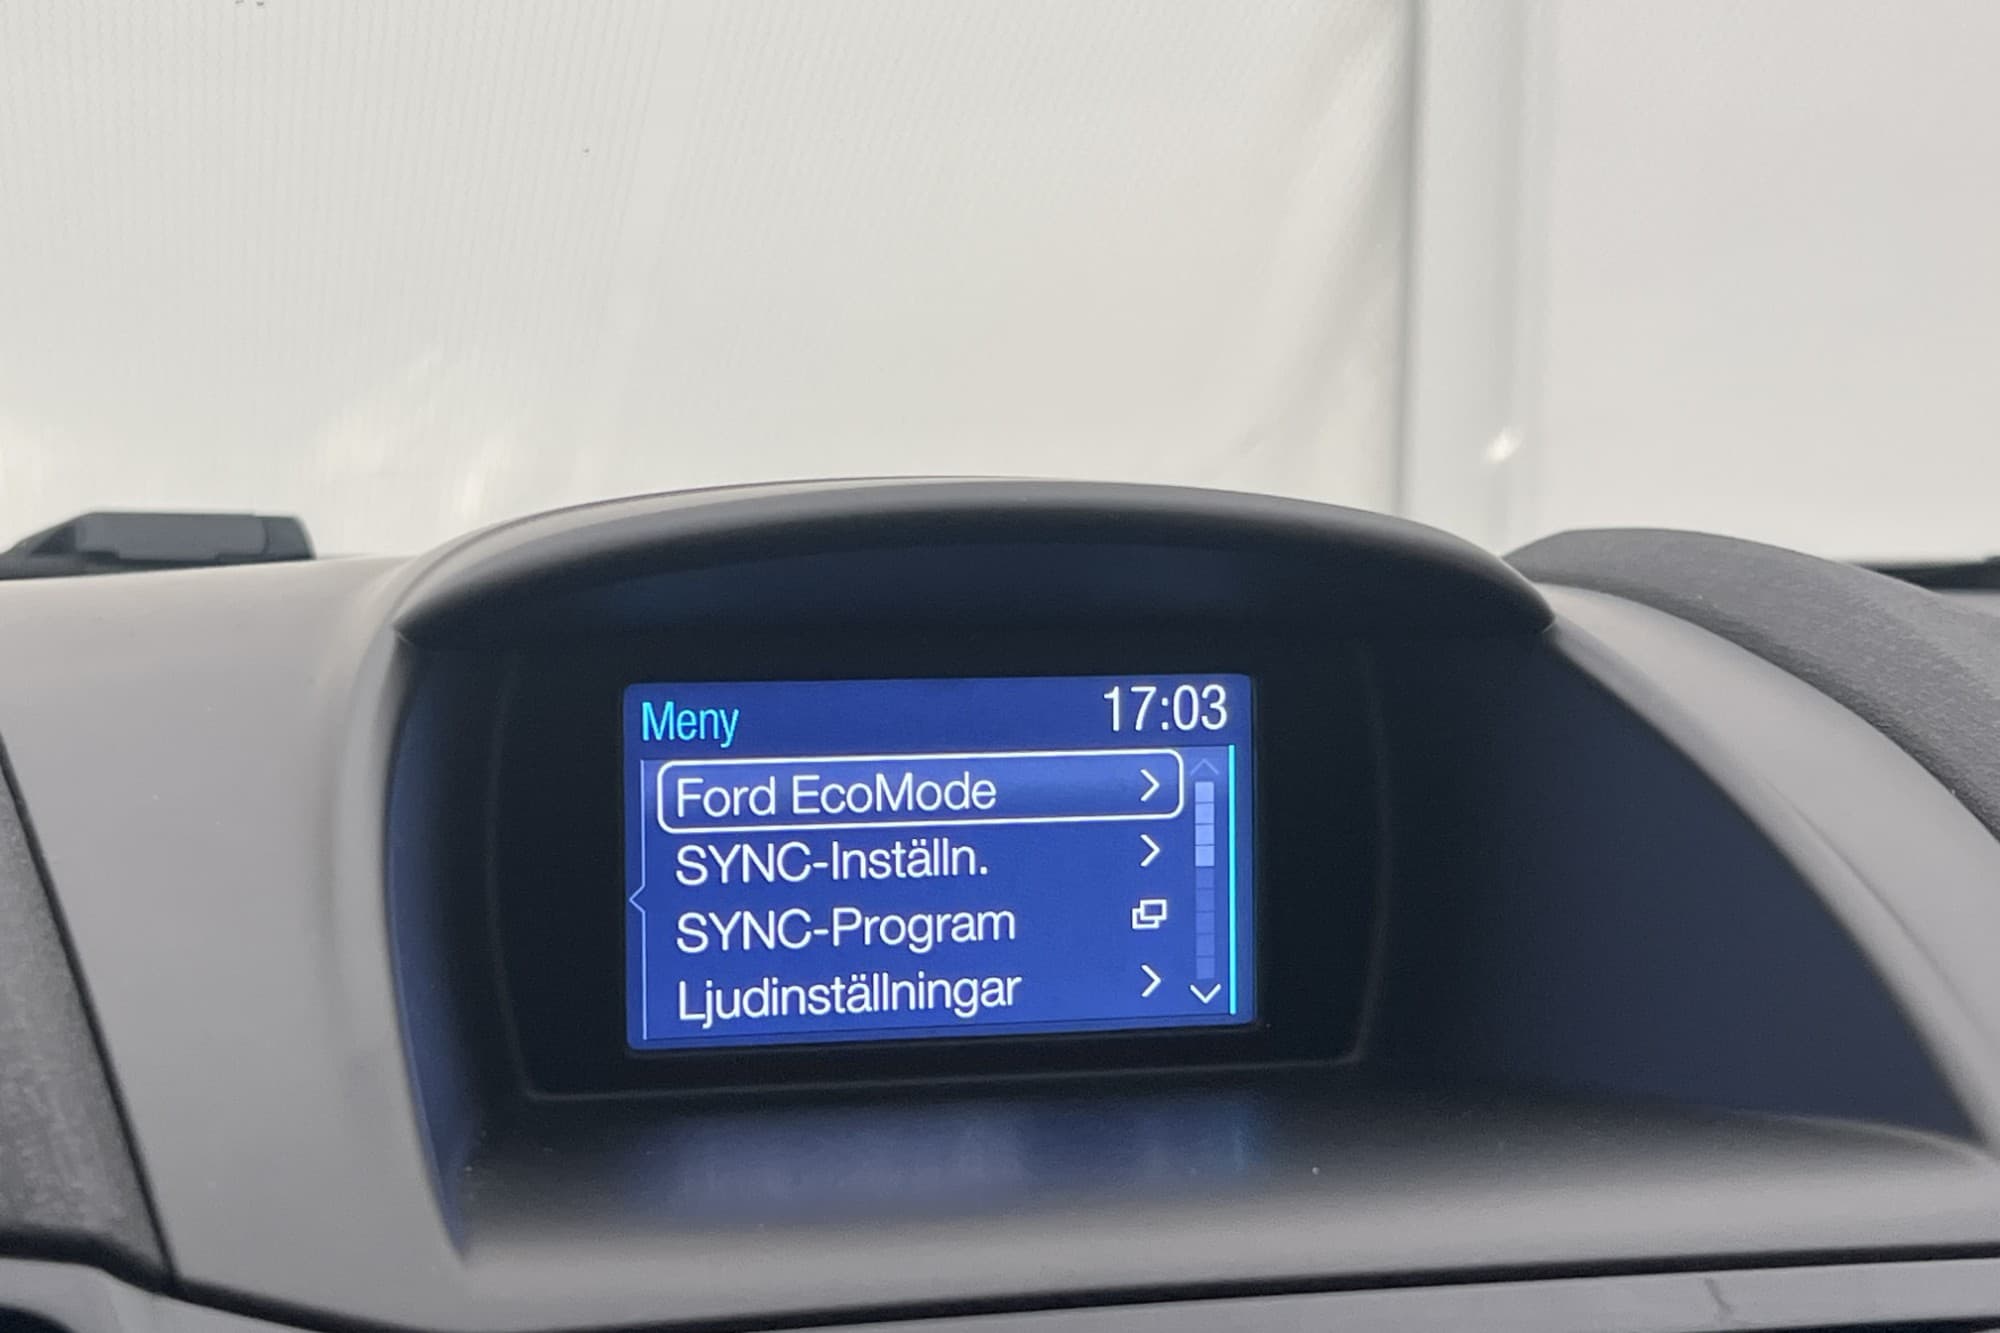 Meny 17:03
Ford EcoMode
SYNC-Inställn.
SYNC-Program
Ljudinställningar